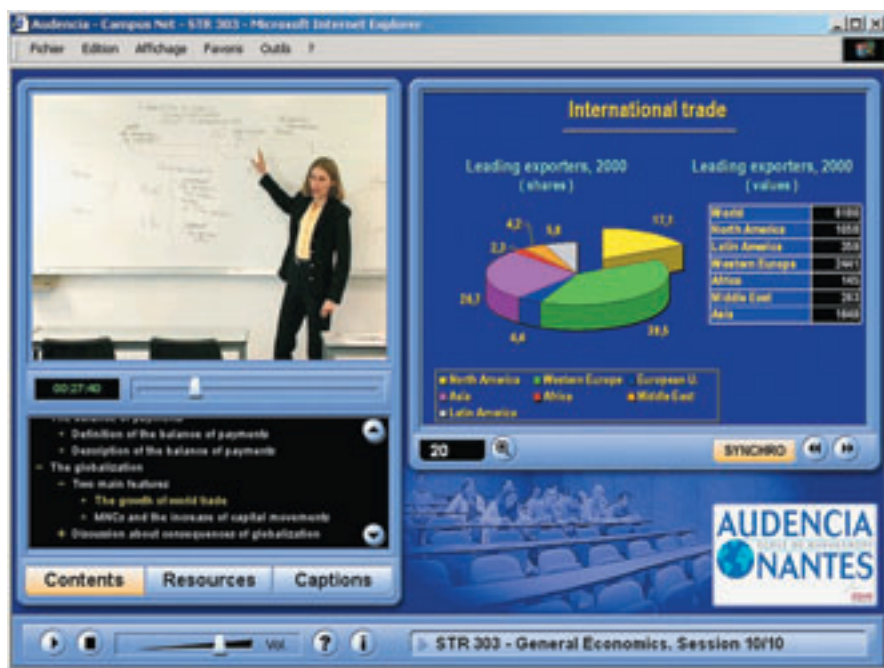 Audencia - Campus Net - STR 303 - Microsoft Internet Explorer
Fichier Edition Affichage Favoris Outils ?
00:27:40
The balance of payments
+ Definition of the balance of payments
+ Description of the balance of payments
- The globalization
- Two main features
+ The growth of world trade
+ MNCs and the increase of capital movements
+ Discussion about consequences of globalization
Contents Resources Captions
International trade
Leading exporters, 2000
(shares)
17,1
5,8
4,2
2,3
26,7
6,6
39,5
Leading exporters, 2000
(values)
World 6186
North America 1058
Latin America 359
Western Europe 2441
Africa 145
Middle East 263
Asia
North America Western Europe European U.
Asia Africa Middle East
Latin America
20
SYNCHRO
AUDENCIA
NANTES
Vol
? i
STR 303 - General Economics. Session 10/10